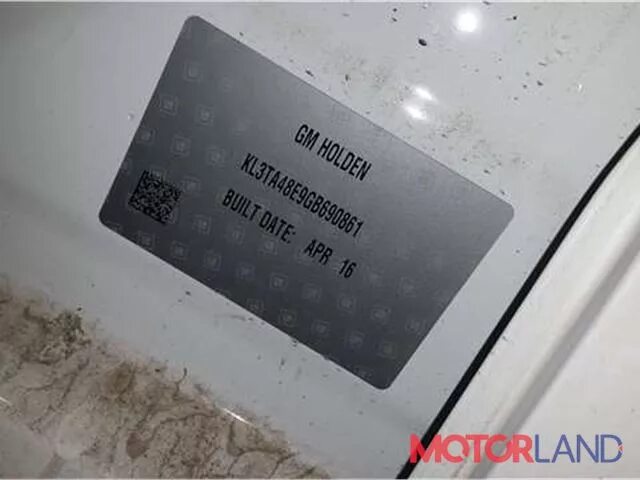 GM HOLDEN
KL3TA48E9GB690861
BUILT DATE: APR 16
MOTORLAND